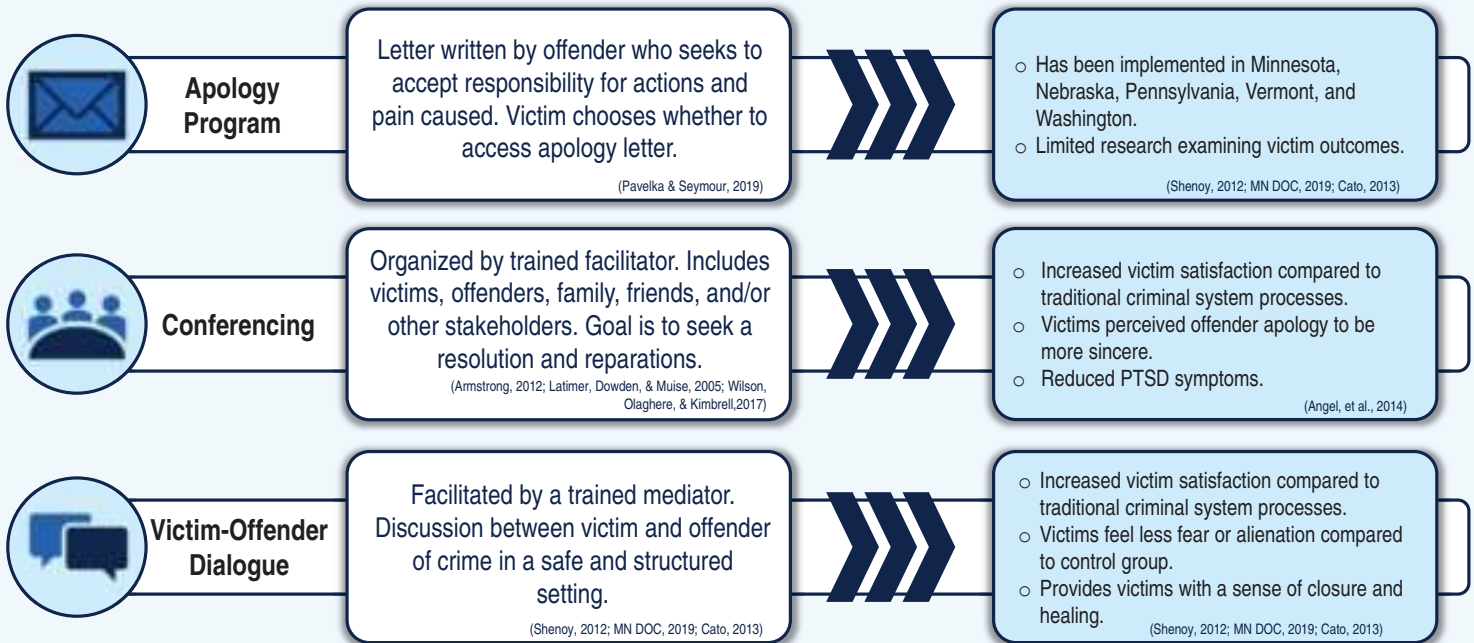 Apology
Program
Letter written by offender who seeks to
accept responsibility for actions and
pain caused. Victim chooses whether to
access apology letter.
(Pavelka & Seymour, 2019)
○ Has been implemented in Minnesota,
Nebraska, Pennsylvania, Vermont, and
Washington.
○ Limited research examining victim outcomes.
(Shenoy, 2012; MN DOC, 2019; Cato, 2013)
Conferencing
Organized by trained facilitator. Includes
victims, offenders, family, friends, and/or
other stakeholders. Goal is to seek a
resolution and reparations.
(Armstrong, 2012; Latimer, Dowden, & Muise, 2005; Wilson,
Olaghere, & Kimbrell,2017)
○ Increased victim satisfaction compared to
traditional criminal system processes.
○ Victims perceived offender apology to be
more sincere.
○ Reduced PTSD symptoms.
(Angel, et al., 2014)
Victim-Offender
Dialogue
Facilitated by a trained mediator.
Discussion between victim and offender
of crime in a safe and structured
setting.
(Shenoy, 2012; MN DOC, 2019; Cato, 2013)
○ Increased victim satisfaction compared to
traditional criminal system processes.
○ Victims feel less fear or alienation compared
to control group.
○ Provides victims with a sense of closure and
healing.
(Shenoy, 2012; MN DOC, 2019; Cato, 2013)